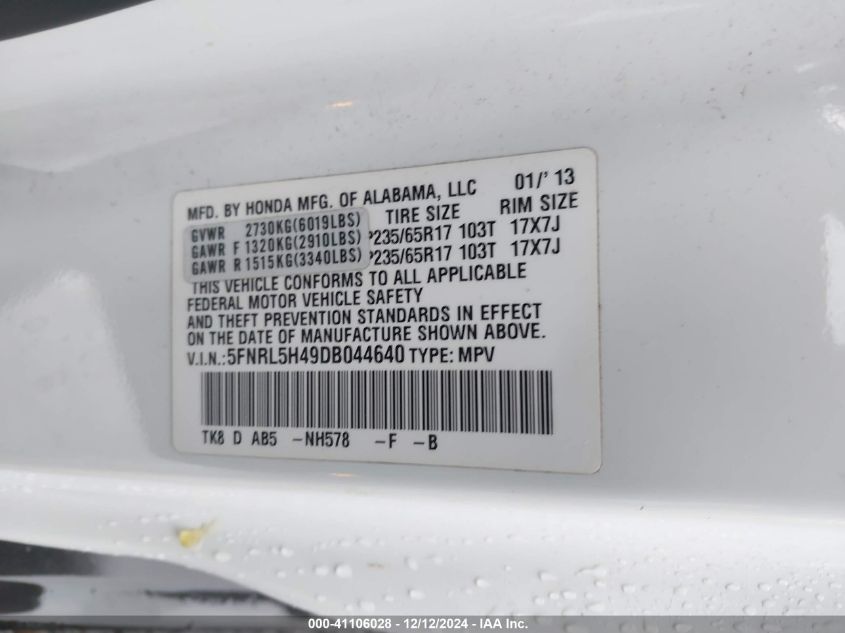 MFD. BY HONDA MFG. OF ALABAMA, LLC 01/'13
TIRE SIZE RIM SIZE
GVWR 2730KG(6019LBS)
GAWR F 1320KG(2910LBS) P235/65R17 103T 17X7J
GAWR R 1515KG(3340LBS) P235/65R17 103T 17X7J
THIS VEHICLE CONFORMS TO ALL APPLICABLE
FEDERAL MOTOR VEHICLE SAFETY
AND THEFT PREVENTION STANDARDS IN EFFECT
ON THE DATE OF MANUFACTURE SHOWN ABOVE.
V.I.N.:5FNRL5H49DB044640 TYPE: MPV
TK8 D AB5 -NH578 -F -B
000-41106028 - 12/12/2024 - IAA Inc.